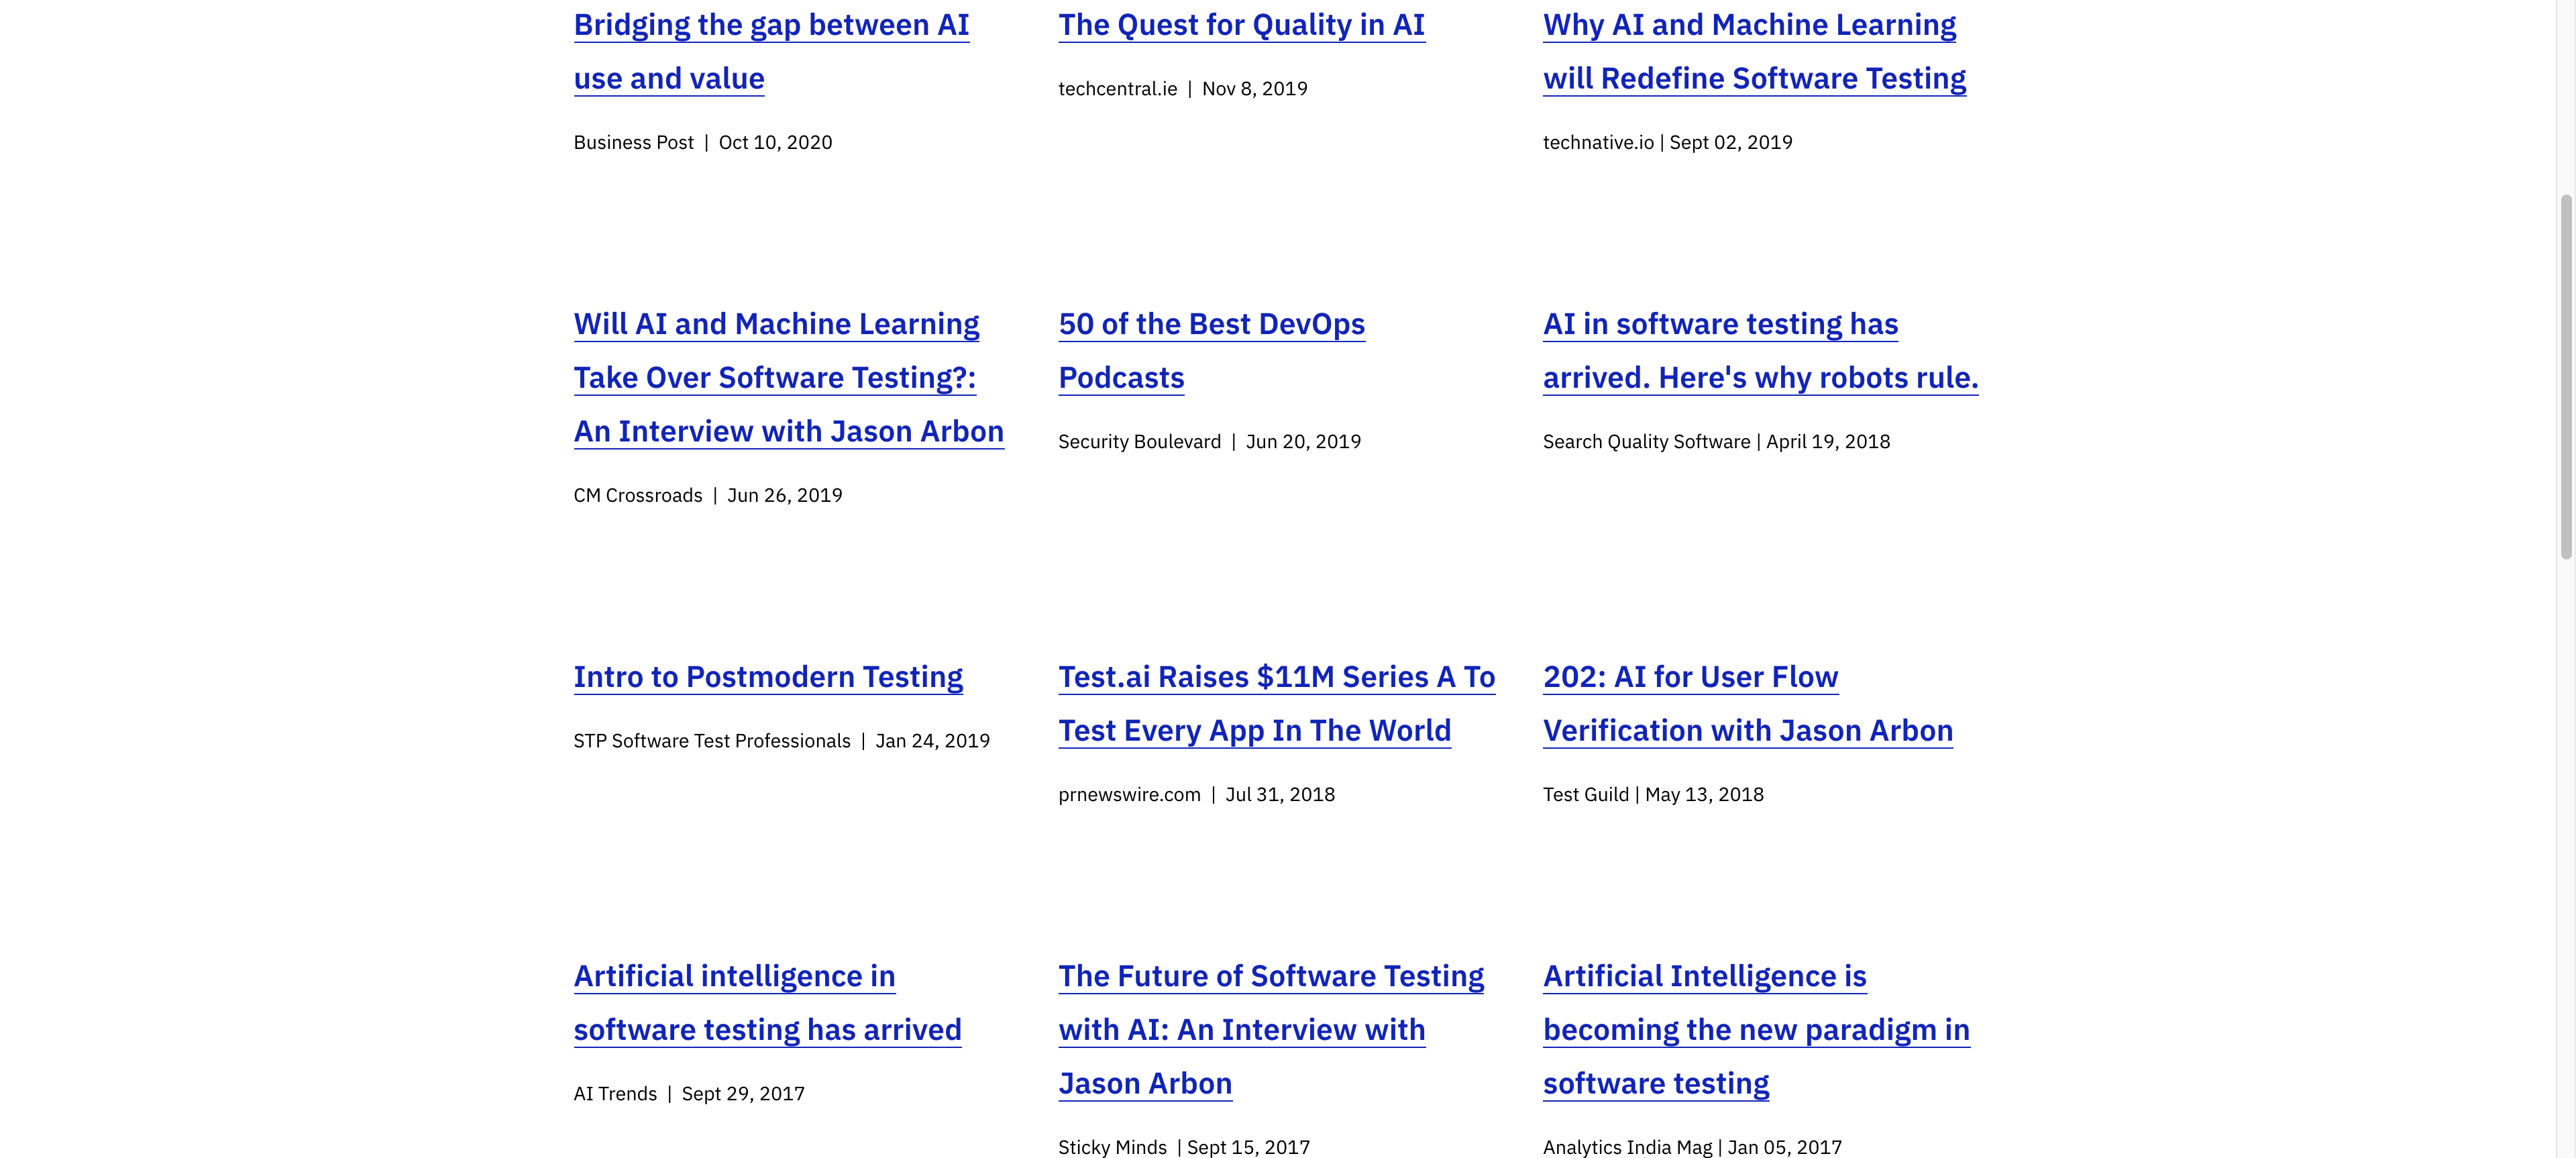 Bridging the gap between AI
use and value
Business Post | Oct 10, 2020
The Quest for Quality in AI
techcentral.ie | Nov 8, 2019
Why AI and Machine Learning
will Redefine Software Testing
technative.io | Sept 02, 2019
Will AI and Machine Learning
Take Over Software Testing?:
An Interview with Jason Arbon
CM Crossroads | Jun 26, 2019
50 of the Best DevOps
Podcasts
Security Boulevard | Jun 20, 2019
AI in software testing has
arrived. Here's why robots rule.
Search Quality Software | April 19, 2018
Intro to Postmodern Testing
STP Software Test Professionals | Jan 24, 2019
Test.ai Raises $11M Series A To
Test Every App In The World
prnewswire.com | Jul 31, 2018
202: AI for User Flow
Verification with Jason Arbon
Test Guild | May 13, 2018
Artificial intelligence in
software testing has arrived
AI Trends | Sept 29, 2017
The Future of Software Testing
with AI: An Interview with
Jason Arbon
Sticky Minds | Sept 15, 2017
Artificial Intelligence is
becoming the new paradigm in
software testing
Analytics India Mag | Jan 05, 2017